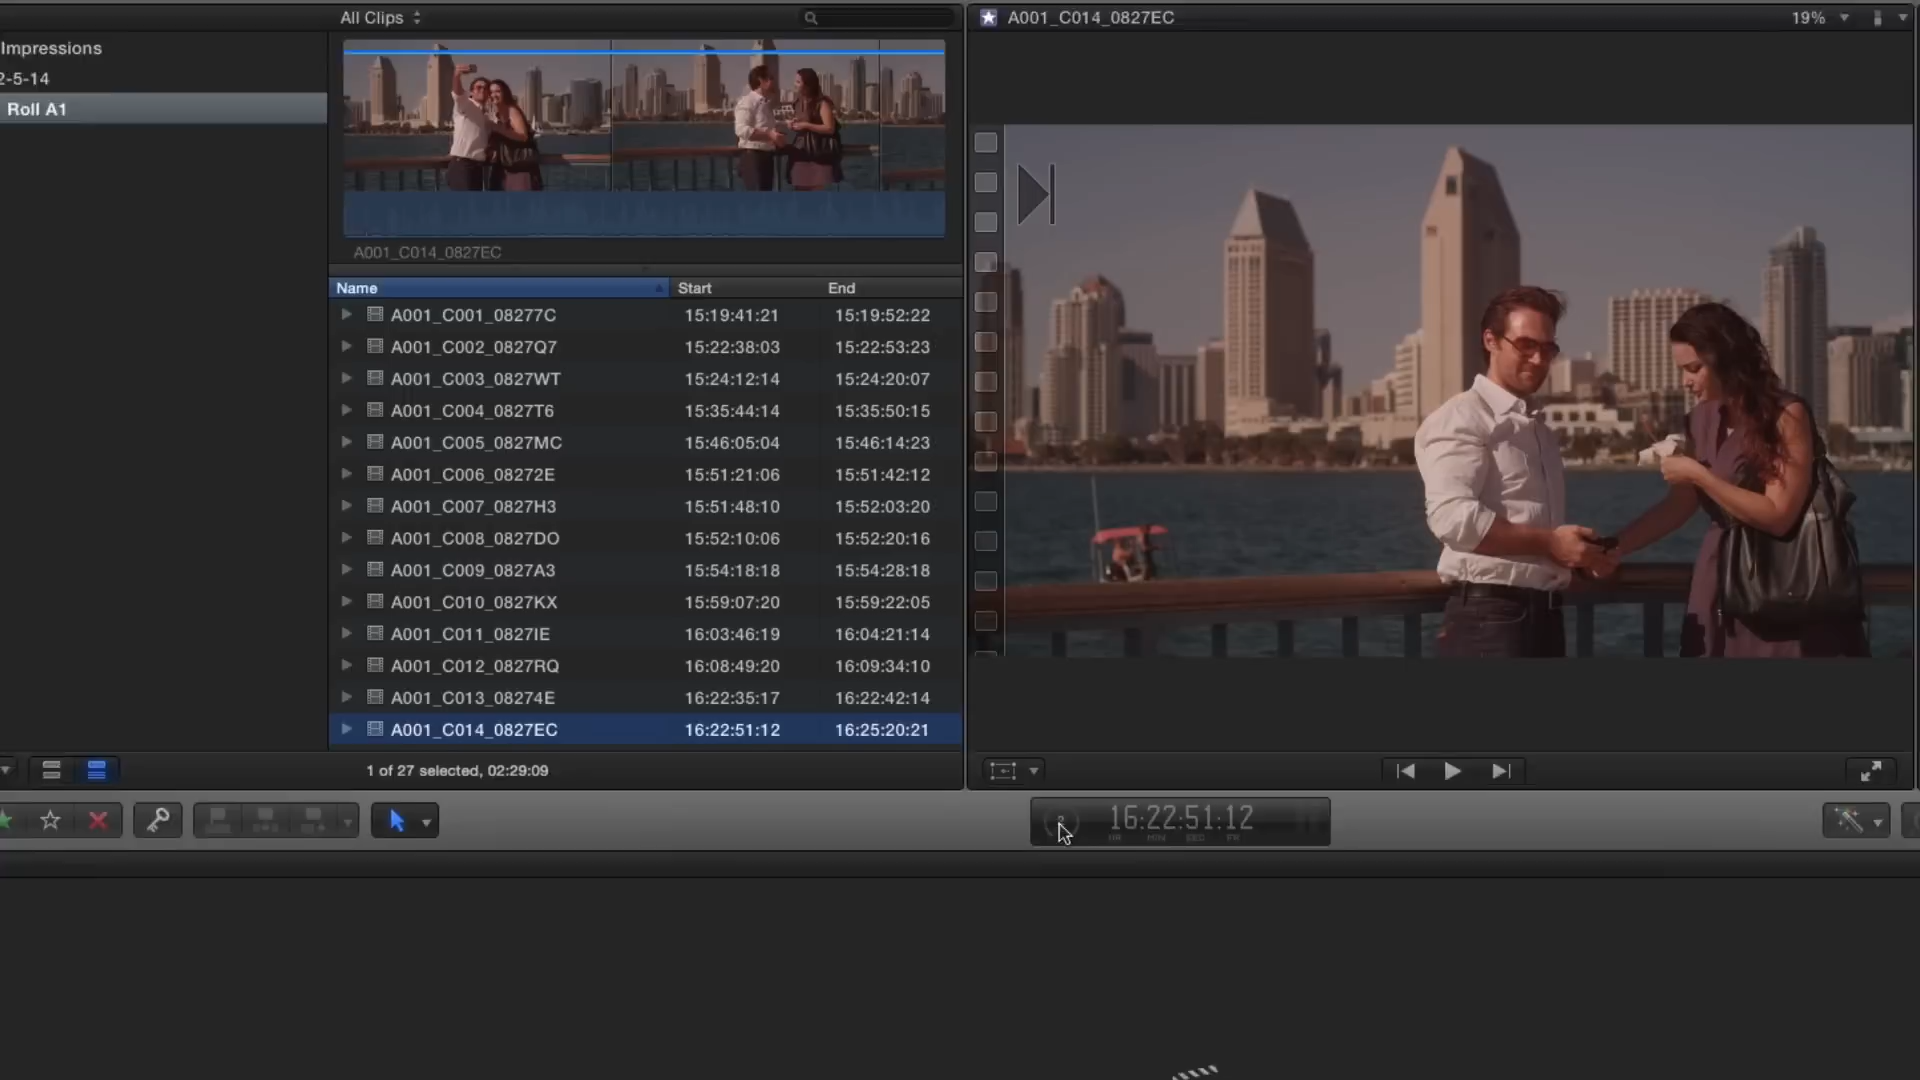 All Clips
A001_C014_0827EC
19%
Impressions
2-5-14
Roll A1
A001_C014_0827EC
Name Start End
A001_C001_08277C 15:19:41:21 15:19:52:22
A001_C002_0827Q7 15:22:38:03 15:22:53:23
A001_C003_0827WT 15:24:12:14 15:24:20:07
A001_C004_0827T6 15:35:44:14 15:35:50:15
A001_C005_0827MC 15:46:05:04 15:46:14:23
A001_C006_08272E 15:51:21:06 15:51:42:12
A001_C007_0827H3 15:51:48:10 15:52:03:20
A001_C008_0827DO 15:52:10:06 15:52:20:16
A001_C009_0827A3 15:54:18:18 15:54:28:18
A001_C010_0827KX 15:59:07:20 15:59:22:05
A001_C011_0827IE 16:03:46:19 16:04:21:14
A001_C012_0827RQ 16:08:49:20 16:09:34:10
A001_C013_08274E 16:22:35:17 16:22:42:14
A001_C014_0827EC 16:22:51:12 16:25:20:21
1 of 27 selected, 02:29:09
16:22:51:12
HR MIN SEC FR